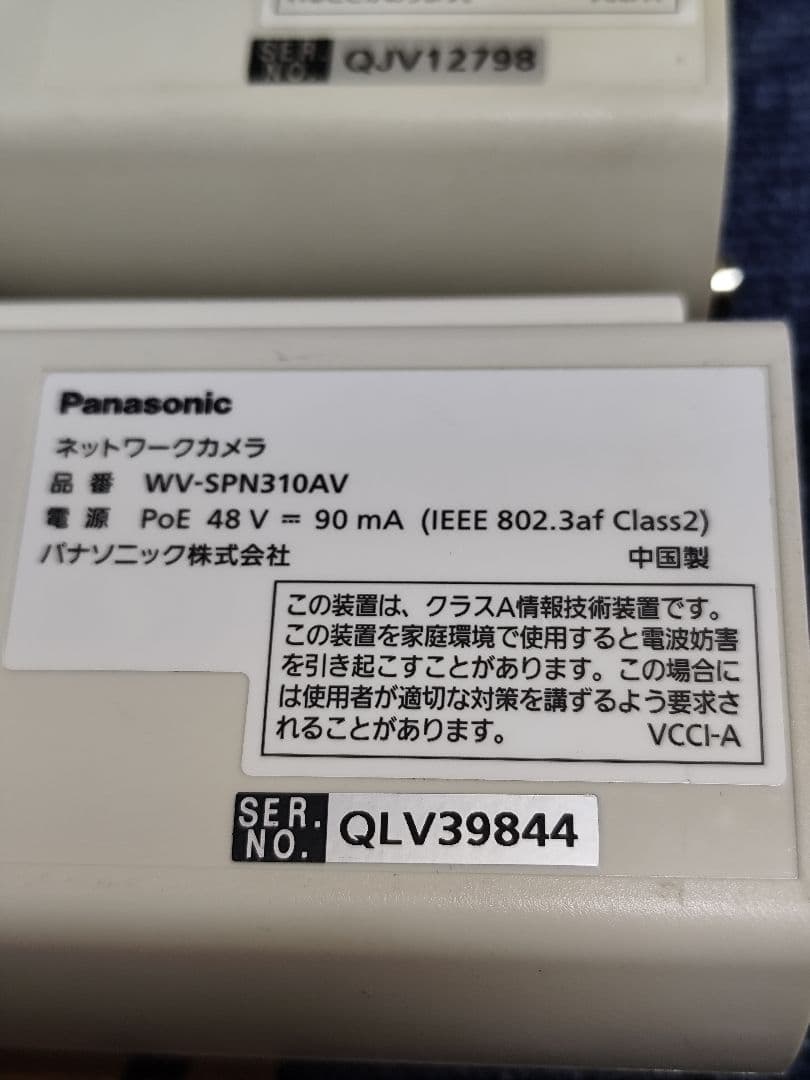 SER.
NO. QJV12798
Panasonic
ネットワークカメラ
品 番 WV-SPN310AV
電 源 PoE 48 V ⎓ 90 mA (IEEE 802.3af Class2)
パナソニック株式会社 中国製
この装置は、クラスA情報技術装置です。
この装置を家庭環境で使用すると電波妨害
を引き起こすことがあります。この場合に
は使用者が適切な対策を講ずるよう要求さ
れることがあります。 VCCI-A
SER.
NO. QLV39844